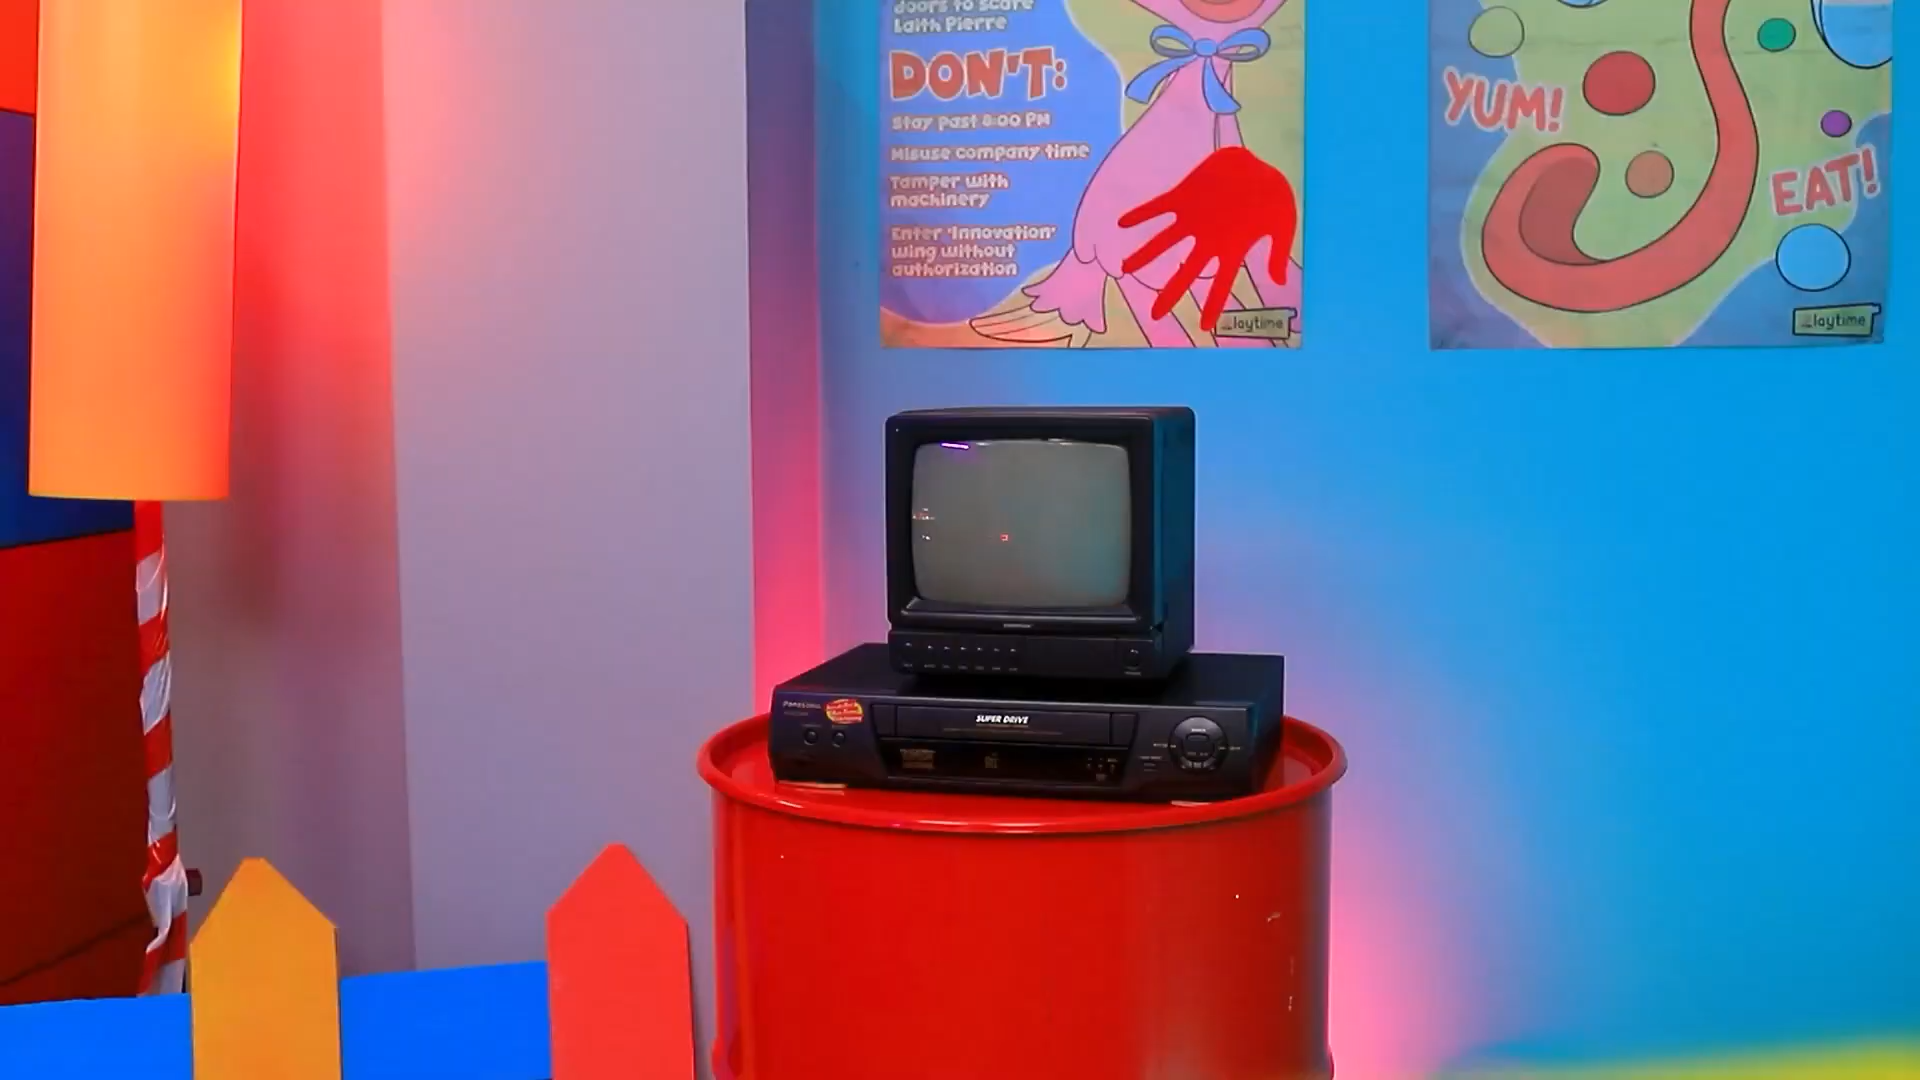 doors to scare
Laith Pierre
DON'T:
Stay past 8:00 PM
Misuse company time
Tamper with
machinery
Enter 'Innovation'
wing without
authorization
laytime
YUM!
EAT!
laytime
Panasonic
SUPER DRIVE